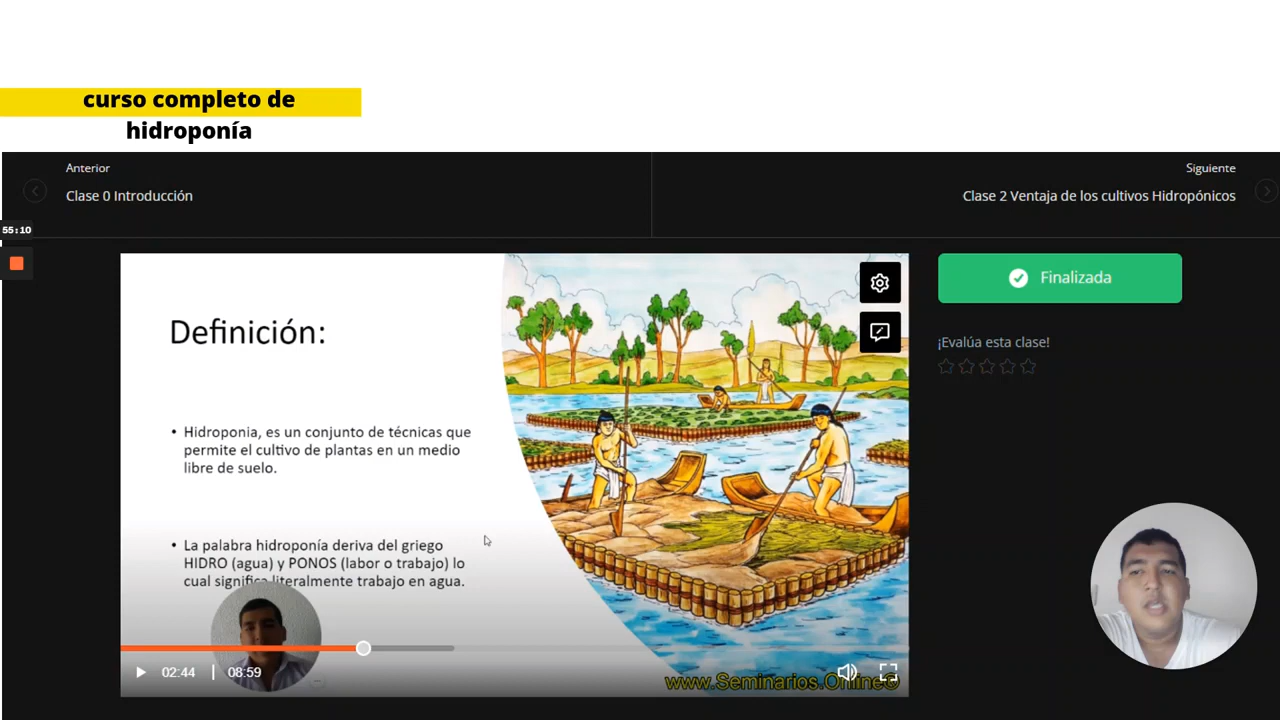 curso completo de
hidroponía
Anterior
Siguiente
Clase 0 Introducción
Clase 2 Ventaja de los cultivos Hidropónicos
55:10
Definición:
Finalizada
¡Evalúa esta clase!
• Hidroponia, es un conjunto de técnicas que
permite el cultivo de plantas en un medio
libre de suelo.
• La palabra hidroponía deriva del griego
HIDRO (agua) y PONOS (labor o trabajo) lo
cual significa literalmente trabajo en agua.
02:44 | 08:59
www.Seminarios.Online©